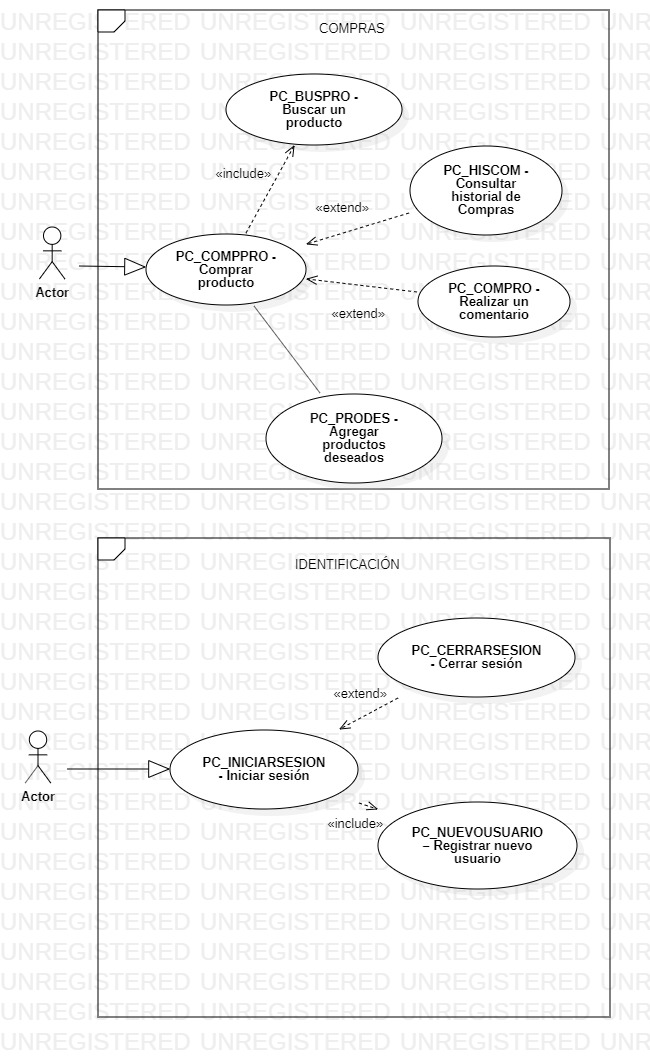 COMPRAS
PC_BUSPRO -
Buscar un
producto
«include»
PC_HISCOM -
Consultar
historial de
Compras
«extend»
PC_COMPPRO -
Comprar
producto
Actor
PC_COMPRO -
Realizar un
comentario
«extend»
PC_PRODES -
Agregar
productos
deseados
IDENTIFICACIÓN
PC_CERRARSESION
- Cerrar sesión
«extend»
PC_INICIARSESION
- Iniciar sesión
Actor
«include»
PC_NUEVOUSUARIO
– Registrar nuevo
usuario
UNREGISTERED